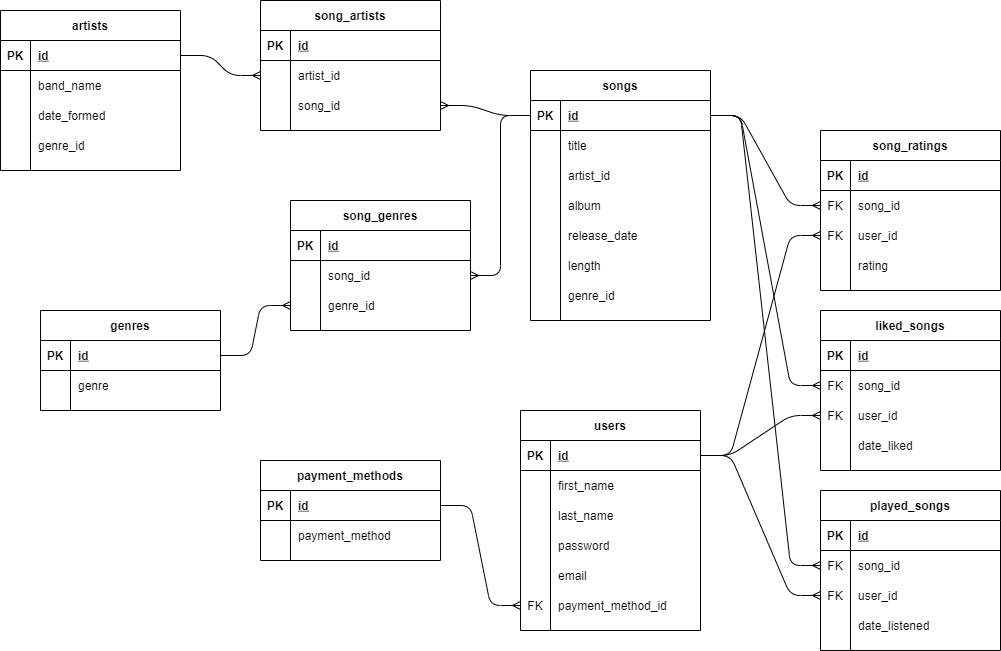 artists
PK id
band_name
date_formed
genre_id
song_artists
PK id
artist_id
song_id
songs
PK id
title
artist_id
album
release_date
length
genre_id
song_ratings
PK id
FK song_id
FK user_id
rating
song_genres
PK id
song_id
genre_id
genres
PK id
genre
liked_songs
PK id
FK song_id
FK user_id
date_liked
users
PK id
first_name
last_name
password
email
FK payment_method_id
payment_methods
PK id
payment_method
played_songs
PK id
FK song_id
FK user_id
date_listened